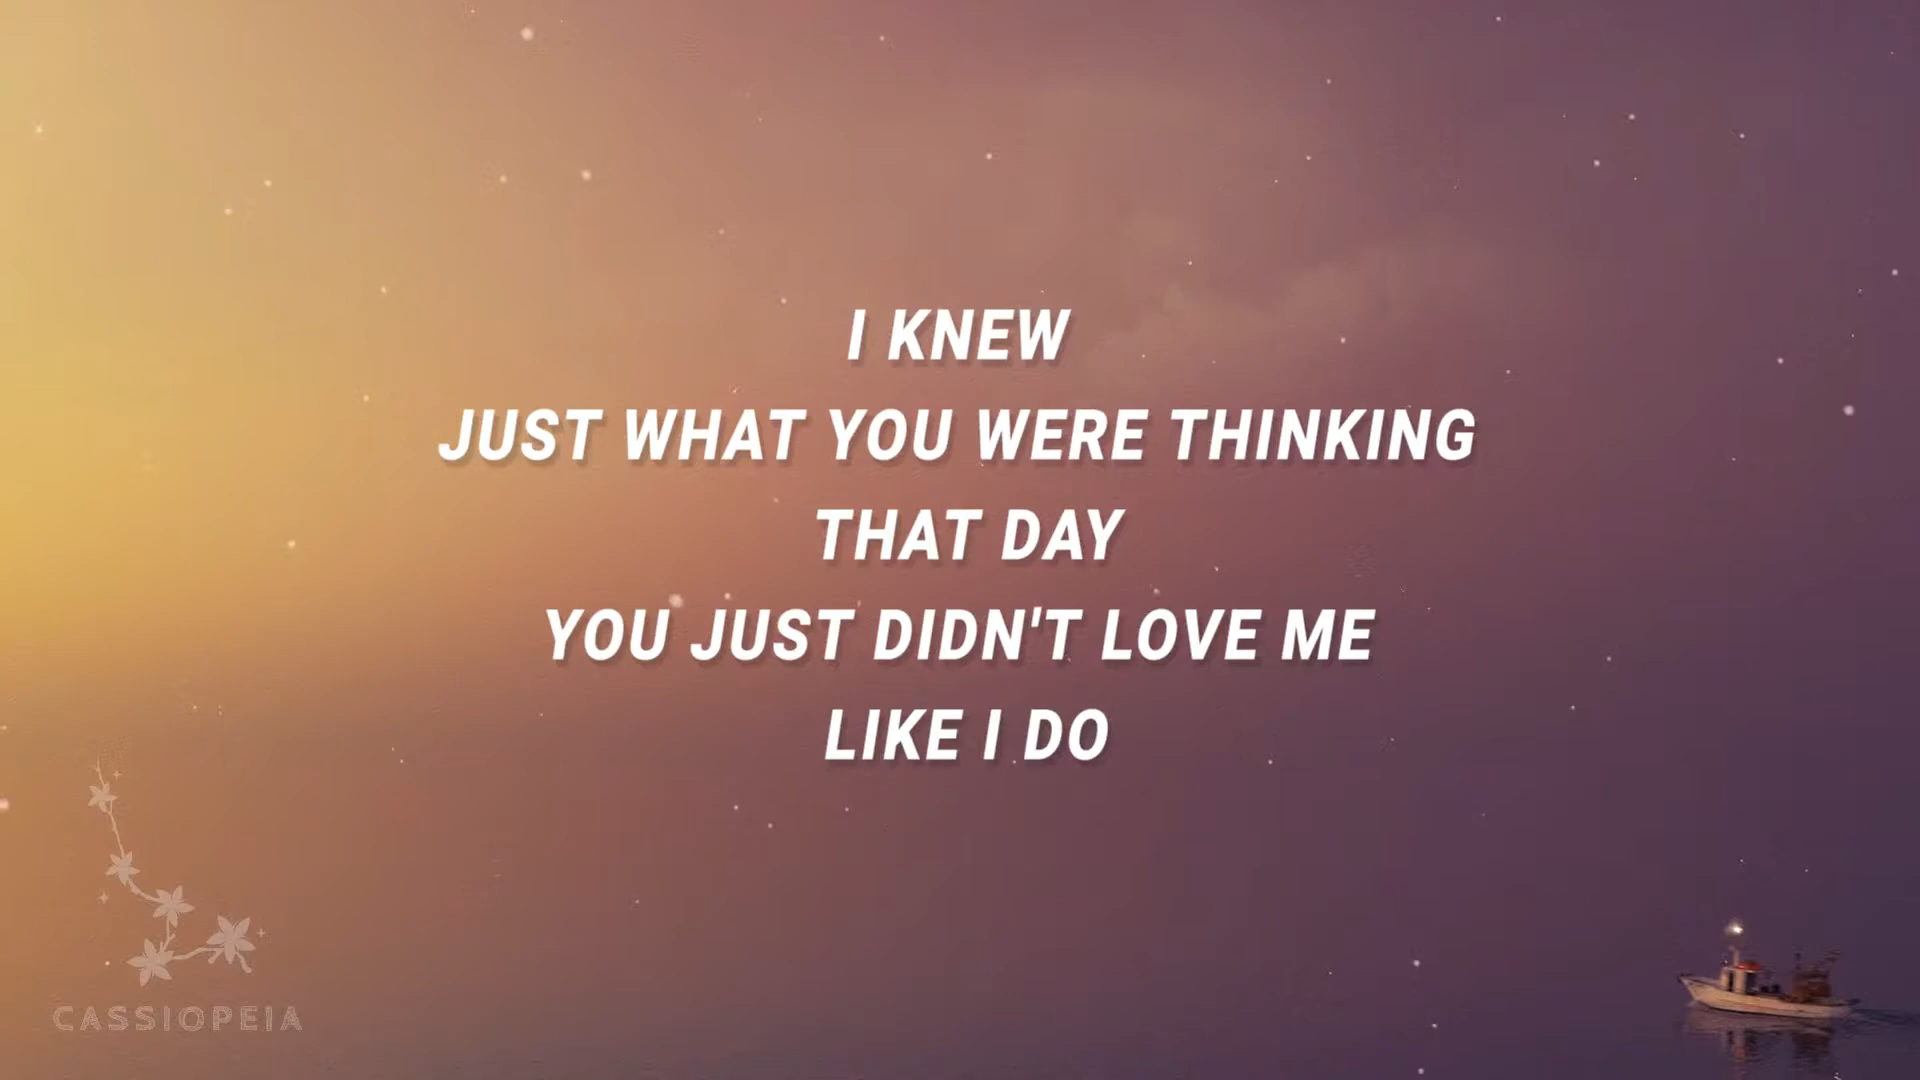 I KNEW
JUST WHAT YOU WERE THINKING
THAT DAY
YOU JUST DIDN'T LOVE ME
LIKE I DO
CASSIOPEIA